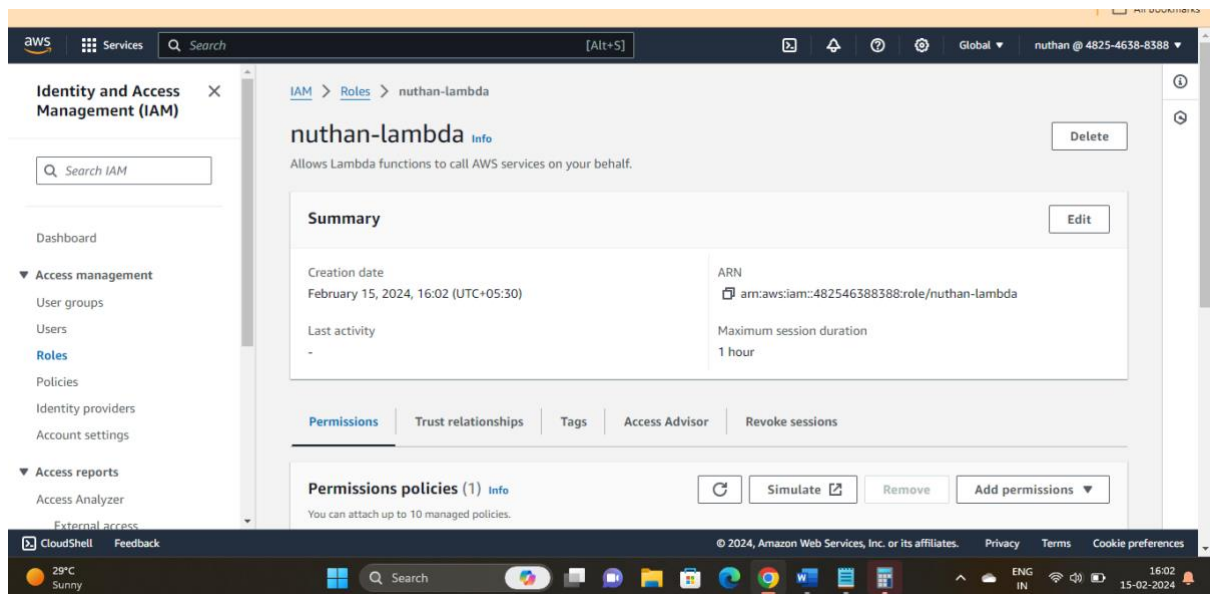 All Bookmarks
aws Services Search [Alt+S] Global nuthan @ 4825-4638-8388
Identity and Access Management (IAM)
Search IAM
Dashboard
Access management
User groups
Users
Roles
Policies
Identity providers
Account settings
Access reports
Access Analyzer
External access
IAM > Roles > nuthan-lambda
nuthan-lambda Info
Delete
Allows Lambda functions to call AWS services on your behalf.
Summary
Edit
Creation date
February 15, 2024, 16:02 (UTC+05:30)
Last activity
-
ARN
arn:aws:iam::482546388388:role/nuthan-lambda
Maximum session duration
1 hour
Permissions Trust relationships Tags Access Advisor Revoke sessions
Permissions policies (1) Info
Simulate Remove Add permissions
You can attach up to 10 managed policies.
CloudShell Feedback © 2024, Amazon Web Services, Inc. or its affiliates. Privacy Terms Cookie preferences
29°C
Sunny
Search
ENG
IN
16:02
15-02-2024